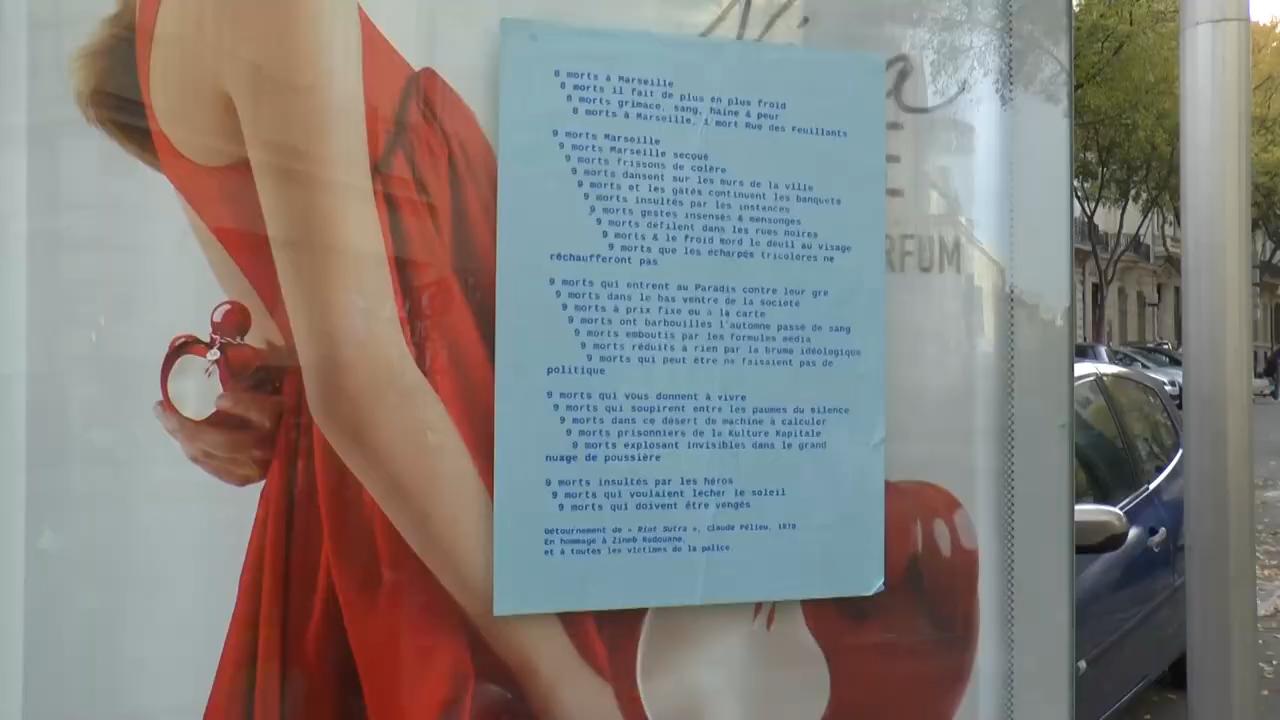 8 morts à Marseille
8 morts il fait de plus en plus froid
8 morts grimace, sang, haine & peur
8 morts à Marseille, 1 mort Rue des Feuillants
9 morts Marseille
9 morts Marseille secoué
9 morts frissons de colère
9 morts dansent sur les murs de la ville
9 morts et les gâtés continuent les banquets
9 morts insultés par les instances
9 morts gestes insensés & mensonges
9 morts défilent dans les rues noires
9 morts & le froid mord le deuil au visage
9 morts que les écharpes tricolores ne
réchaufferont pas
9 morts qui entrent au Paradis contre leur gré
9 morts dans le bas ventre de la société
9 morts à prix fixe ou à la carte
9 morts ont barbouillés l'automne passé de sang
9 morts emboutis par les formules média
9 morts réduits à rien par la brume idéologique
9 morts qui peut être ne faisaient pas de
politique
9 morts qui vous donnent à vivre
9 morts qui soupirent entre les paumes du silence
9 morts dans ce désert de machine à calculer
9 morts prisonniers de la Kulture Kapitale
9 morts explosant invisibles dans le grand
nuage de poussière
9 morts insultés par les héros
9 morts qui voulaient lécher le soleil
9 morts qui doivent être vengés
Détournement de « Riot Sutra », Claude Pélieu, 1970
En hommage à Zineb Redouane,
et à toutes les victimes de la police
RFUM